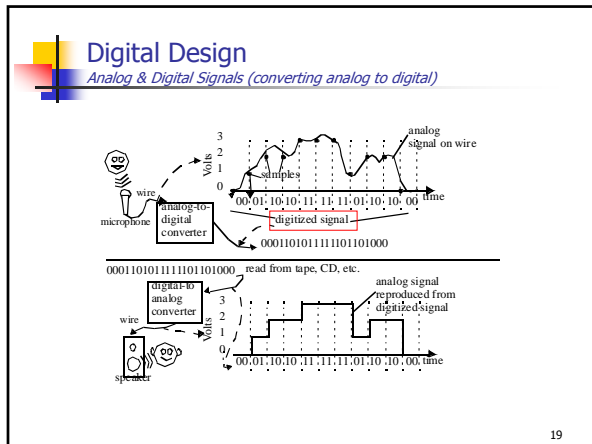 Digital Design
Analog & Digital Signals (converting analog to digital)
analog
signal on wire
3
2
1
0
Volts
samples
wire
microphone
analog-to-
digital
converter
00 01 10 10 11 11 11 01 10 10 00 time
digitized signal
0001101011111101101000
0001101011111101101000 read from tape, CD, etc.
digital-to
analog
converter
analog signal
reproduced from
digitized signal
3
2
1
0
Volts
wire
speaker
00 01 10 10 11 11 11 01 10 10 00 time
19